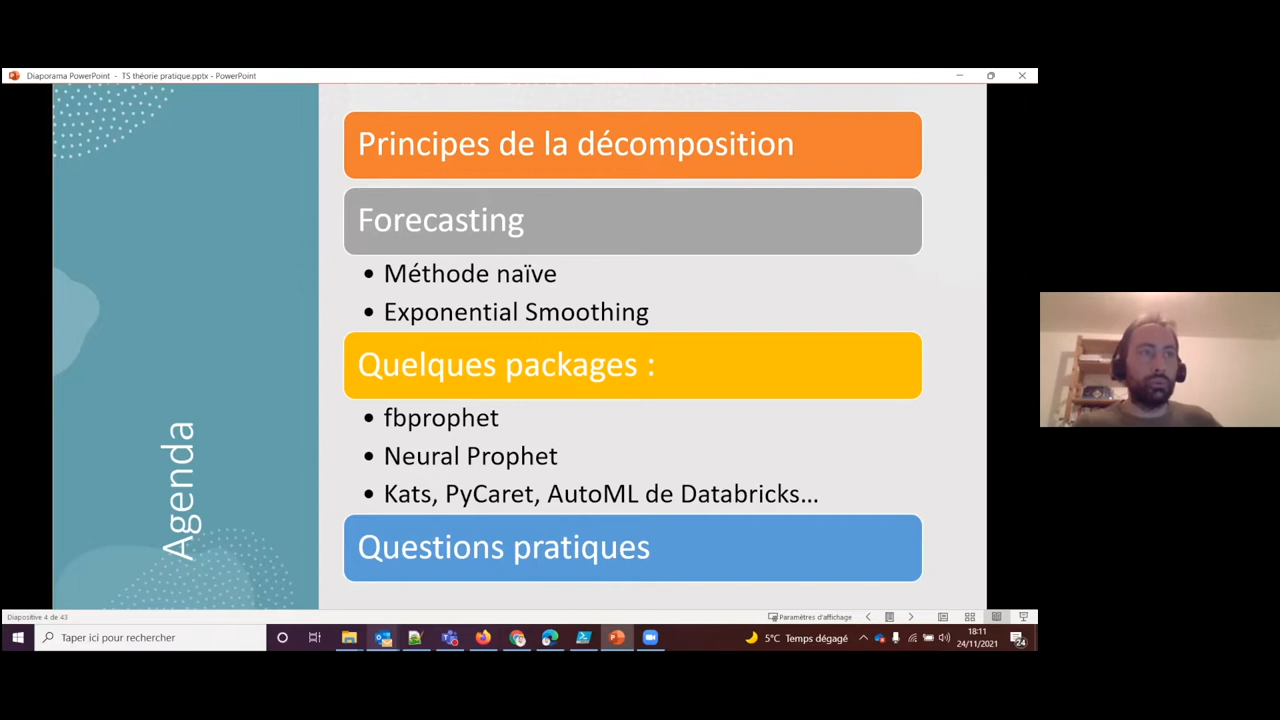 Diaporama PowerPoint - TS théorie pratique.pptx - PowerPoint
Agenda
Principes de la décomposition
Forecasting
• Méthode naïve
• Exponential Smoothing
Quelques packages :
• fbprophet
• Neural Prophet
• Kats, PyCaret, AutoML de Databricks...
Questions pratiques
Diapositive 4 de 43
Paramètres d'affichage
Taper ici pour rechercher
5°C Temps dégagé
18:11
24/11/2021
24